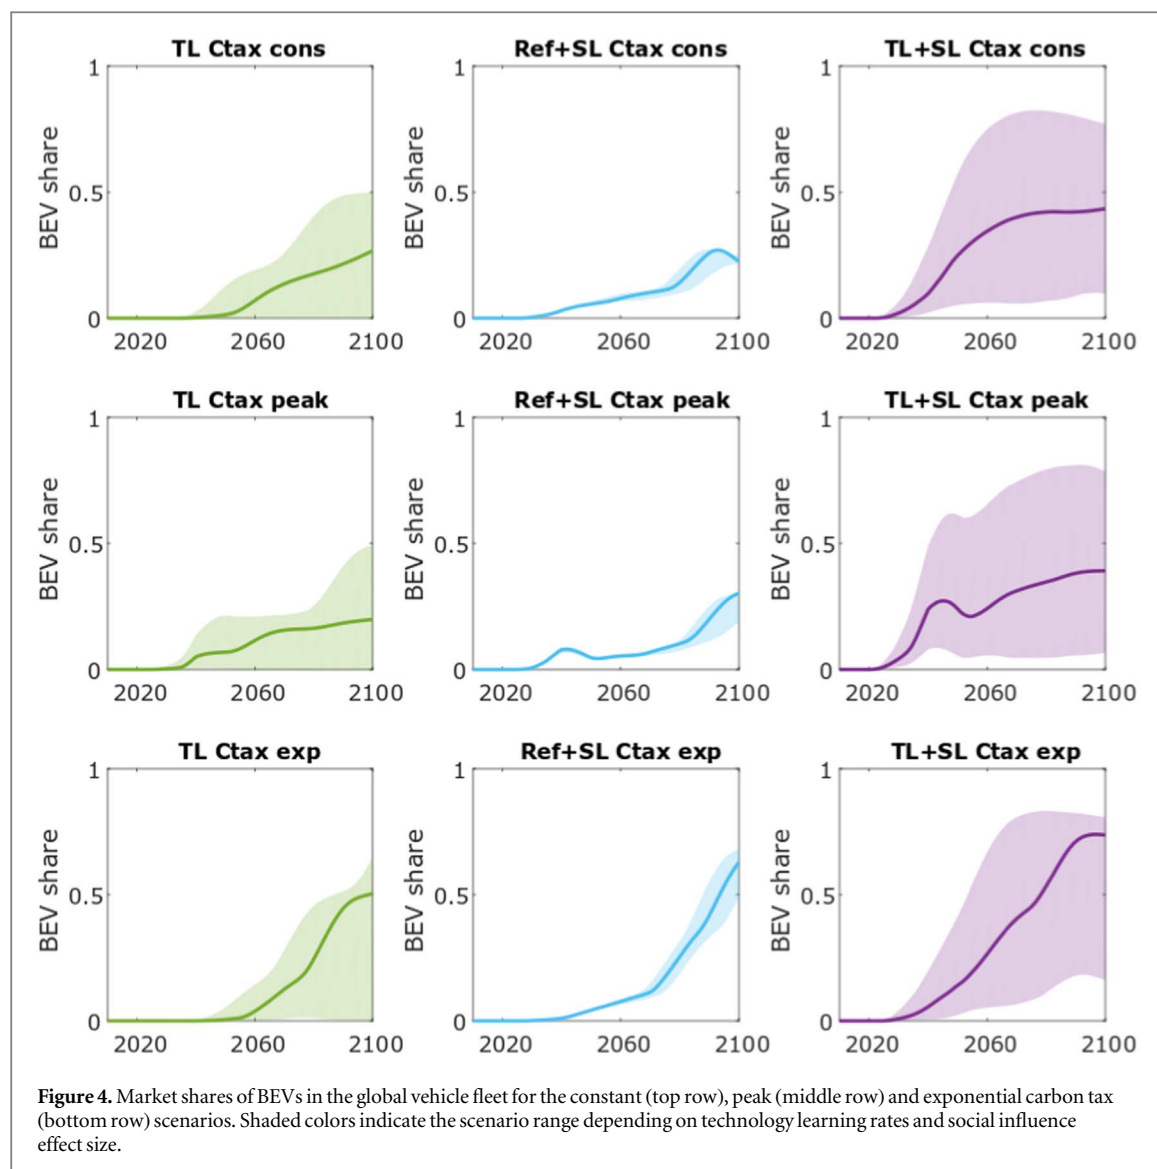 TL Ctax cons
Ref+SL Ctax cons
TL+SL Ctax cons
1
BEV share
0.5
0
2020 2060 2100
1
BEV share
0.5
0
2020 2060 2100
1
BEV share
0.5
0
2020 2060 2100
TL Ctax peak
Ref+SL Ctax peak
TL+SL Ctax peak
1
BEV share
0.5
0
2020 2060 2100
1
BEV share
0.5
0
2020 2060 2100
1
BEV share
0.5
0
2020 2060 2100
TL Ctax exp
Ref+SL Ctax exp
TL+SL Ctax exp
1
BEV share
0.5
0
2020 2060 2100
1
BEV share
0.5
0
2020 2060 2100
1
BEV share
0.5
0
2020 2060 2100
Figure 4. Market shares of BEVs in the global vehicle fleet for the constant (top row), peak (middle row) and exponential carbon tax
(bottom row) scenarios. Shaded colors indicate the scenario range depending on technology learning rates and social influence
effect size.